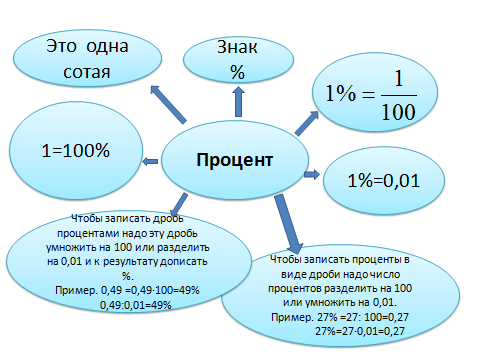 Это одна
сотая
Знак
%
1% = 1/100
1=100%
Процент
1%=0,01
Чтобы записать дробь
процентами надо эту дробь
умножить на 100 или разделить
на 0,01 и к результату дописать
%.
Пример. 0,49 =0,49·100=49%
0,49:0,01=49%
Чтобы записать проценты в
виде дроби надо число
процентов разделить на 100
или умножить на 0,01.
Пример. 27% =27: 100=0,27
27%=27·0,01=0,27